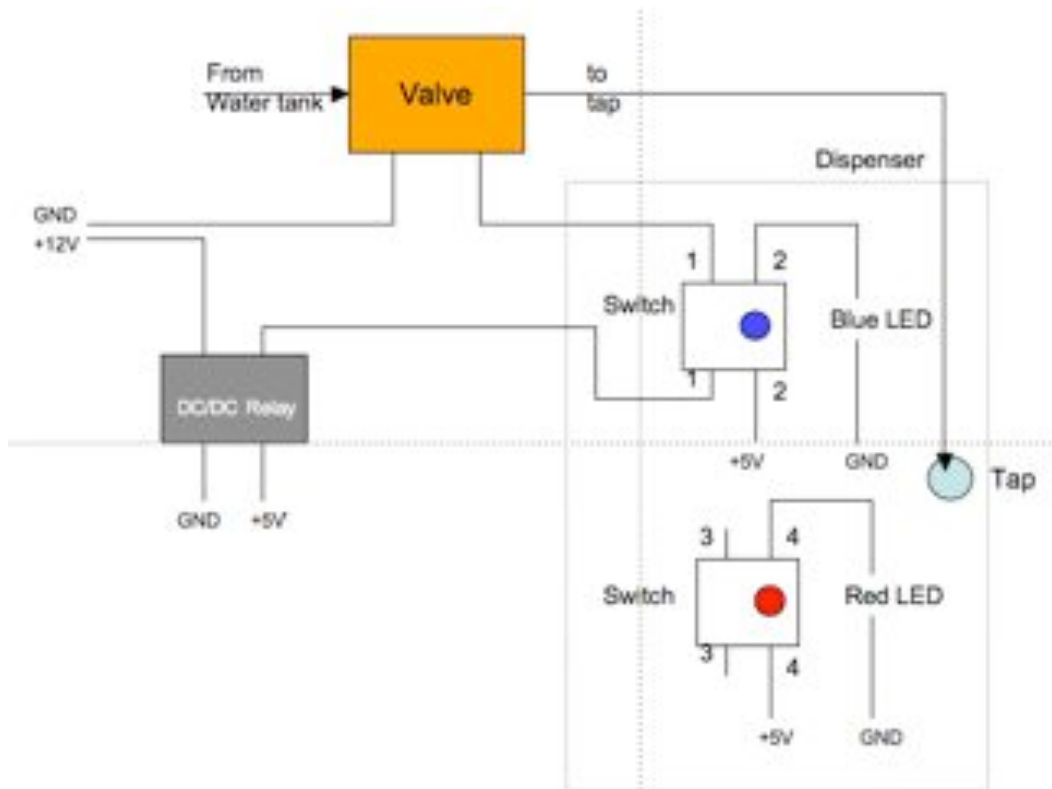 From
Water tank
Valve
to
tap
Dispenser
GND
+12V
1
2
Switch
Blue LED
1
2
DC/DC Relay
+5V
GND
Tap
GND
+5V
3
4
Switch
Red LED
3
4
+5V
GND